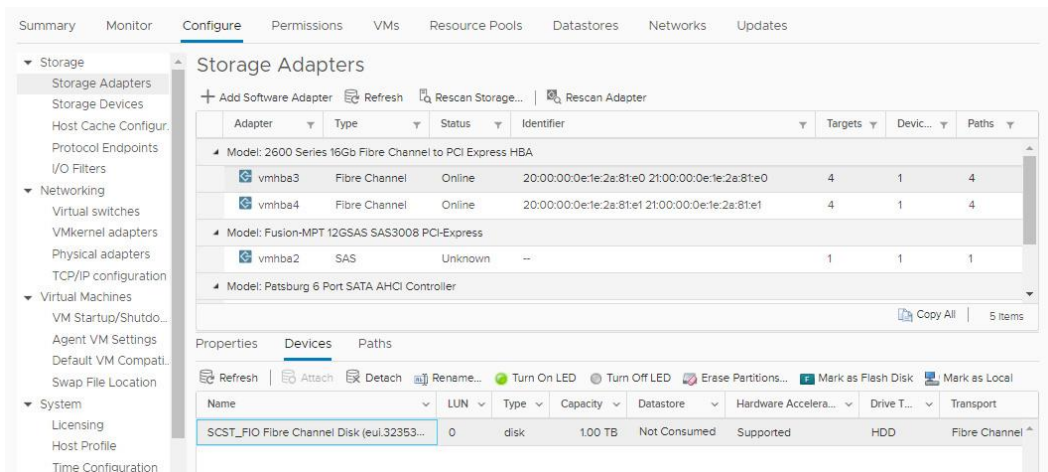 Summary Monitor Configure Permissions VMs Resource Pools Datastores Networks Updates
Storage
Storage Adapters
Storage Devices
Host Cache Configur.
Protocol Endpoints
I/O Filters
Networking
Virtual switches
VMkernel adapters
Physical adapters
TCP/IP configuration
Virtual Machines
VM Startup/Shutdo...
Agent VM Settings
Default VM Compati..
Swap File Location
System
Licensing
Host Profile
Time Configuration
Storage Adapters
Add Software Adapter Refresh Rescan Storage... Rescan Adapter
Adapter Type Status Identifier Targets Devic... Paths
Model: 2600 Series 16Gb Fibre Channel to PCI Express HBA
vmhba3 Fibre Channel Online 20:00:00:0e:1e:2a:81:e0 21:00:00:0e:1e:2a:81:e0 4 1 4
vmhba4 Fibre Channel Online 20:00:00:0e:1e:2a:81:e1 21:00:00:0e:1e:2a:81:e1 4 1 4
Model: Fusion-MPT 12GSAS SAS3008 PCI-Express
vmhba2 SAS Unknown -- 1 1 1
Model: Patsburg 6 Port SATA AHCI Controller
Copy All 5 items
Properties Devices Paths
Refresh Attach Detach Rename... Turn On LED Turn Off LED Erase Partitions... F Mark as Flash Disk Mark as Local
Name LUN Type Capacity Datastore Hardware Accelera... Drive T... Transport
SCST_FIO Fibre Channel Disk (eui.32353... 0 disk 1.00 TB Not Consumed Supported HDD Fibre Channel